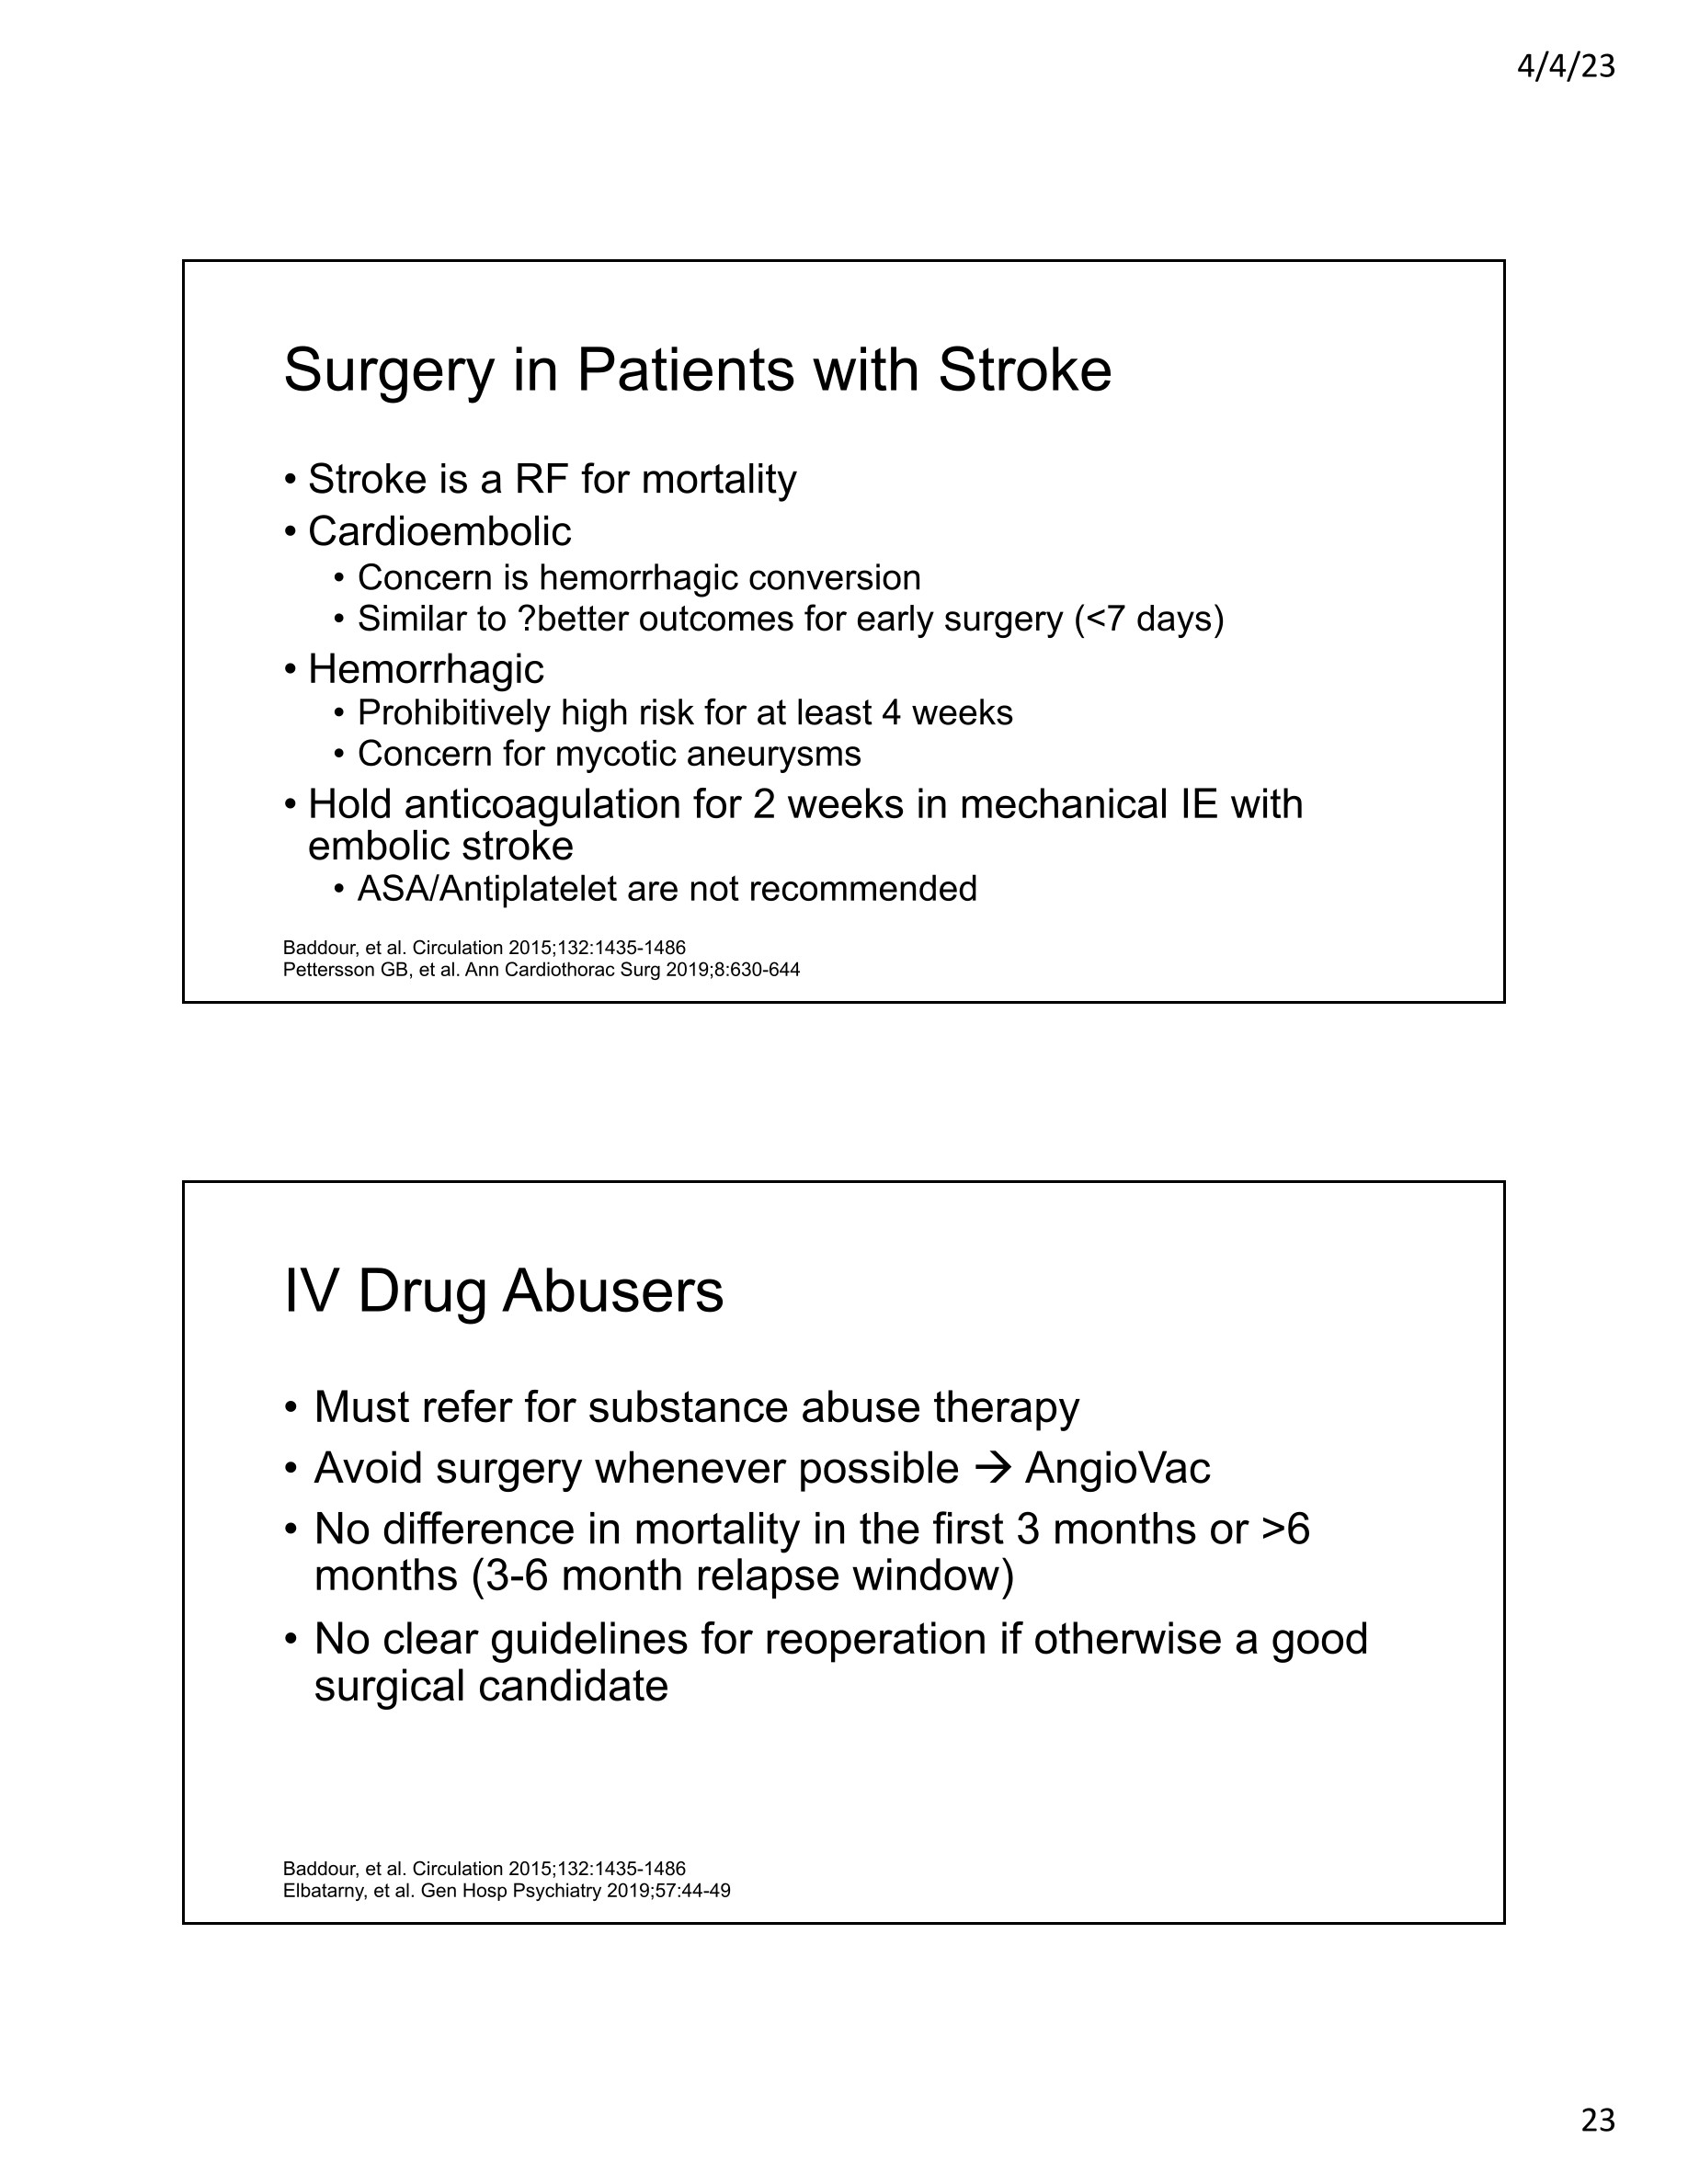 4/4/23
Surgery in Patients with Stroke
• Stroke is a RF for mortality
• Cardioembolic
• Concern is hemorrhagic conversion
• Similar to ?better outcomes for early surgery (<7 days)
• Hemorrhagic
• Prohibitively high risk for at least 4 weeks
• Concern for mycotic aneurysms
• Hold anticoagulation for 2 weeks in mechanical IE with
embolic stroke
• ASA/Antiplatelet are not recommended
Baddour, et al. Circulation 2015;132:1435-1486
Pettersson GB, et al. Ann Cardiothorac Surg 2019;8:630-644
IV Drug Abusers
• Must refer for substance abuse therapy
• Avoid surgery whenever possible → AngioVac
• No difference in mortality in the first 3 months or >6
months (3-6 month relapse window)
• No clear guidelines for reoperation if otherwise a good
surgical candidate
Baddour, et al. Circulation 2015;132:1435-1486
Elbatarny, et al. Gen Hosp Psychiatry 2019;57:44-49
23